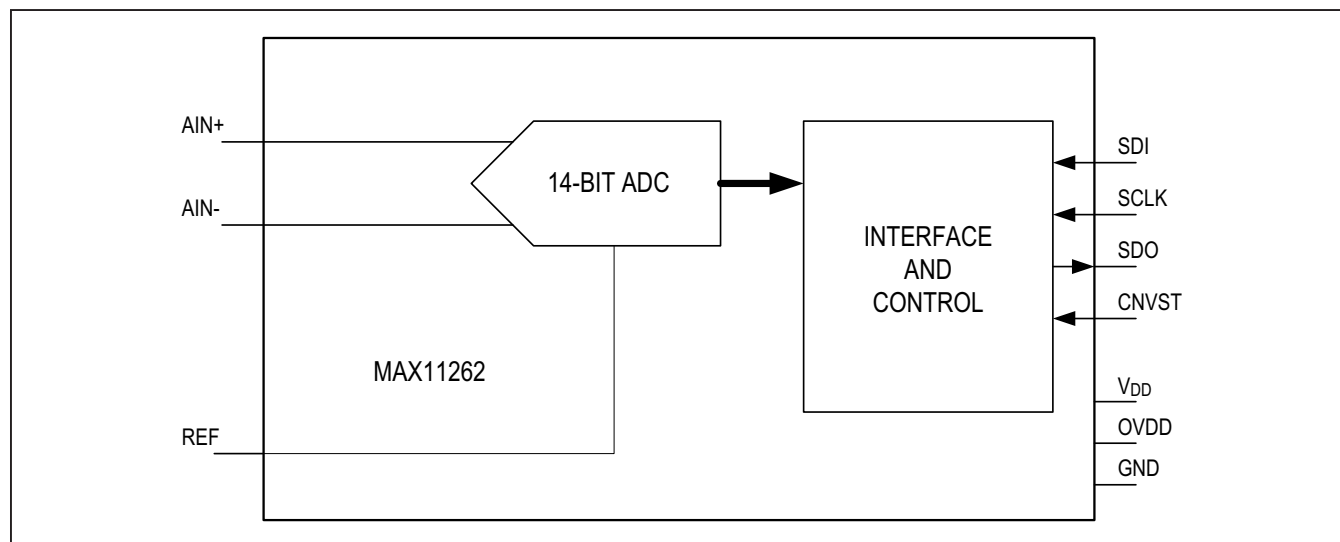 AIN+
AIN-
REF
14-BIT ADC
MAX11262
INTERFACE
AND
CONTROL
SDI
SCLK
SDO
CNVST
VDD
OVDD
GND